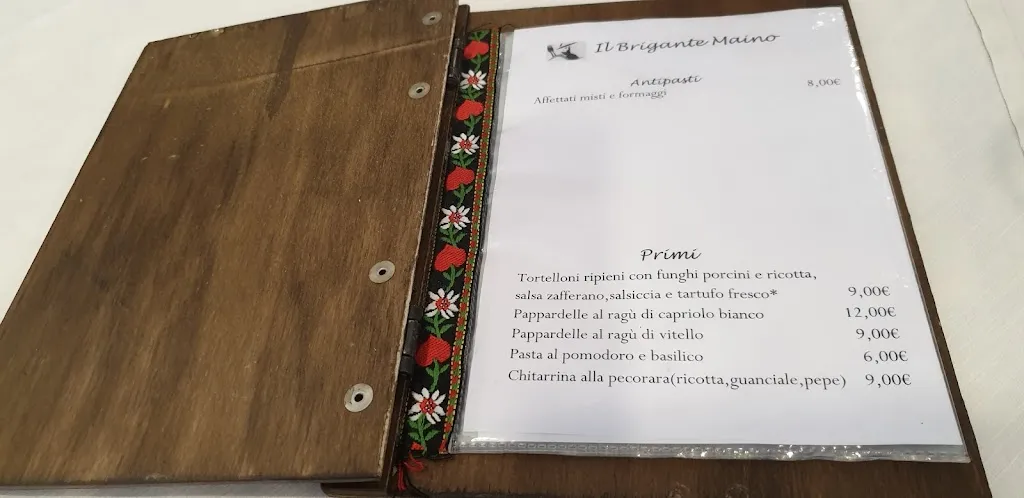 Il Brigante Maino
Antipasti
Affettati misti e formaggi 8,00€
Primi
Tortelloni ripieni con funghi porcini e ricotta,
salsa zafferano,salsiccia e tartufo fresco* 9,00€
Pappardelle al ragù di capriolo bianco 12,00€
Pappardelle al ragù di vitello 9,00€
Pasta al pomodoro e basilico 6,00€
Chitarrina alla pecorara(ricotta,guanciale,pepe) 9,00€